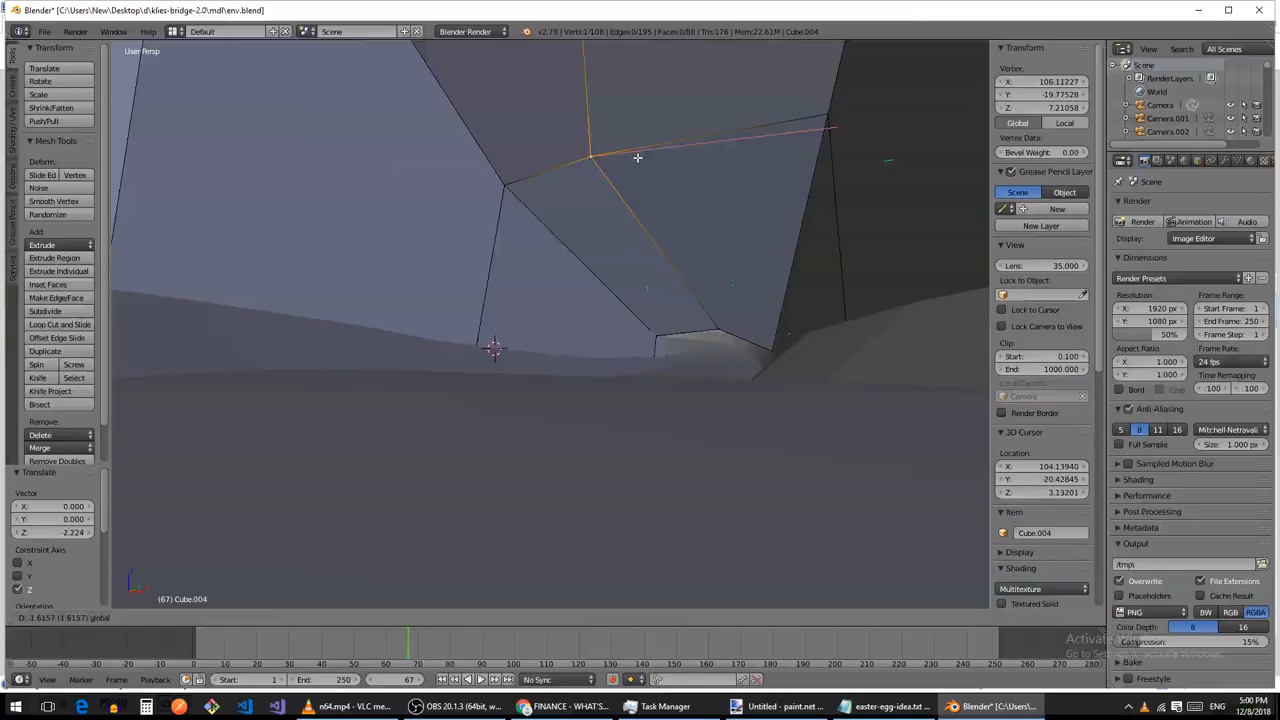 Blender* [C:\Users\New\Desktop\d\klies-bridge-2.0\mdl\env.blend]
File Render Window Help Default Scene Blender Render v2.78 | Verts:1/108 | Edges:0/195 | Faces:0/88 | Tris:176 | Mem:22.61M | Cube.004
View Search All Scenes
Transform
Translate
Rotate
Scale
Shrink/Fatten
Push/Pull
Mesh Tools
Deform:
Slide Ed Vertex
Noise
Smooth Vertex
Randomize
Add:
Extrude
Extrude Region
Extrude Individual
Inset Faces
Make Edge/Face
Subdivide
Loop Cut and Slide
Offset Edge Slide
Duplicate
Spin Screw
Knife Select
Knife Project
Bisect
Remove:
Delete
Merge
Remove Doubles
Translate
Vector
X: 0.000
Y: 0.000
Z: -2.224
Constraint Axis
X
Y
Z
Orientation
Tools
Grease Pencil
User Persp
(67) Cube.004
D: 1.6157 (1.6157) global
Transform
Vertex:
X: 106.11227
Y: -19.77528
Z: 7.21058
Global Local
Vertex Data:
Bevel Weight: 0.00
Grease Pencil Layer
Scene Object
New
New Layer
View
Lens: 35.000
Lock to Object:
Lock to Cursor
Lock Camera to View
Clip:
Start: 0.100
End: 1000.000
Local Camera:
Camera
Render Border
3D Cursor
Location:
X: 104.13940
Y: -20.42845
Z: 3.13201
Item
Cube.004
Display
Shading
Multitexture
Textured Solid
Scene
RenderLayers
World
Camera
Camera.001
Camera.002
Scene
Render
Render Animation Audio
Display: Image Editor
Dimensions
Render Presets
Resolution: Frame Range:
X: 1920 px Start Frame: 1
Y: 1080 px End Frame: 250
50% Frame Step: 1
Aspect Ratio: Frame Rate:
X: 1.000 24 fps
Y: 1.000 Time Remapping
Bord Crop :100 :100
Anti-Aliasing
5 8 11 16 Mitchell-Netravali
Full Sample Size: 1.000 px
Sampled Motion Blur
Shading
Performance
Post Processing
Metadata
Output
/tmp\
Overwrite File Extensions
Placeholders Cache Result
PNG BW RGB RGBA
Color Depth: 8 16
Compression: 15%
Bake
Freestyle
Go to Settings to activate Windows.
-50 -40 -30 -20 -10 0 10 20 30 40 50 60 70 80 90 100 110 120 130 140 150 160 170 180 190 200 210 220 230 240 250 260 270 280
View Marker Frame Playback Start: 1 End: 250 67 No Sync
n64.mp4 - VLC me... OBS 20.1.3 (64bit, w... FINANCE - WHAT'S... Task Manager Untitled - paint.net ... easter-egg-idea.txt ... Blender* [C:\Users\... 5:00 PM
12/8/2018